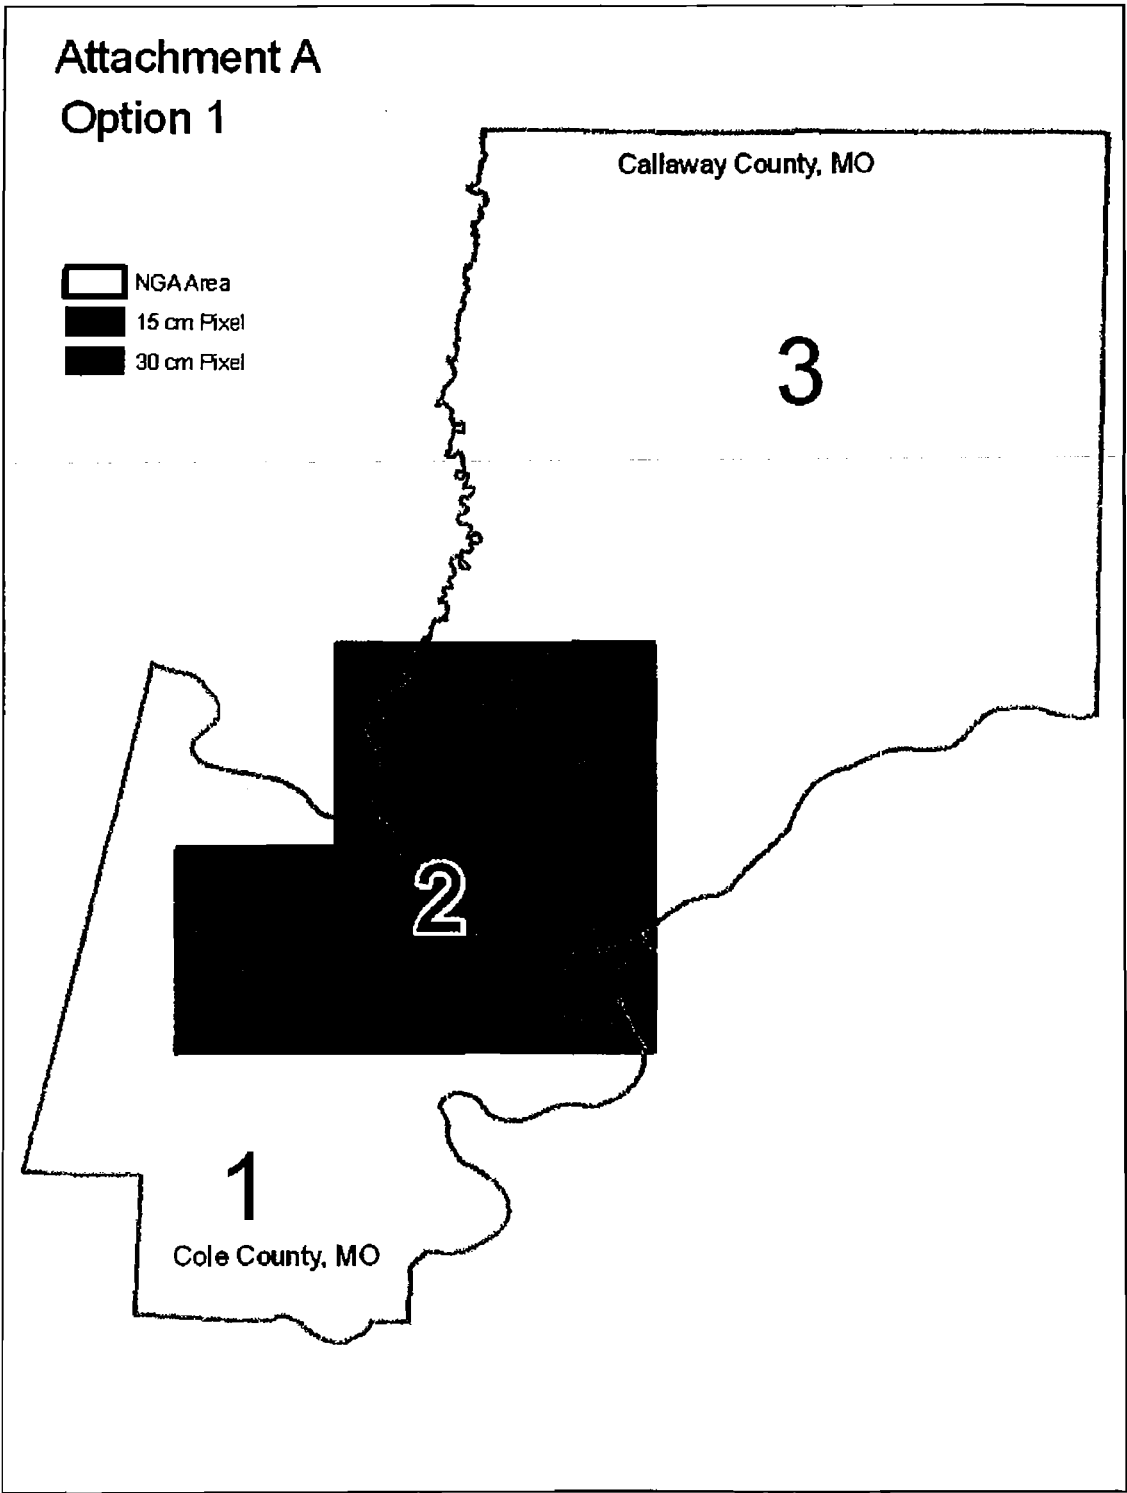 Attachment A
Option 1
Callaway County, MO
NGA Area
15 cm Pixel
30 cm Pixel
3
2
1
Cole County, MO